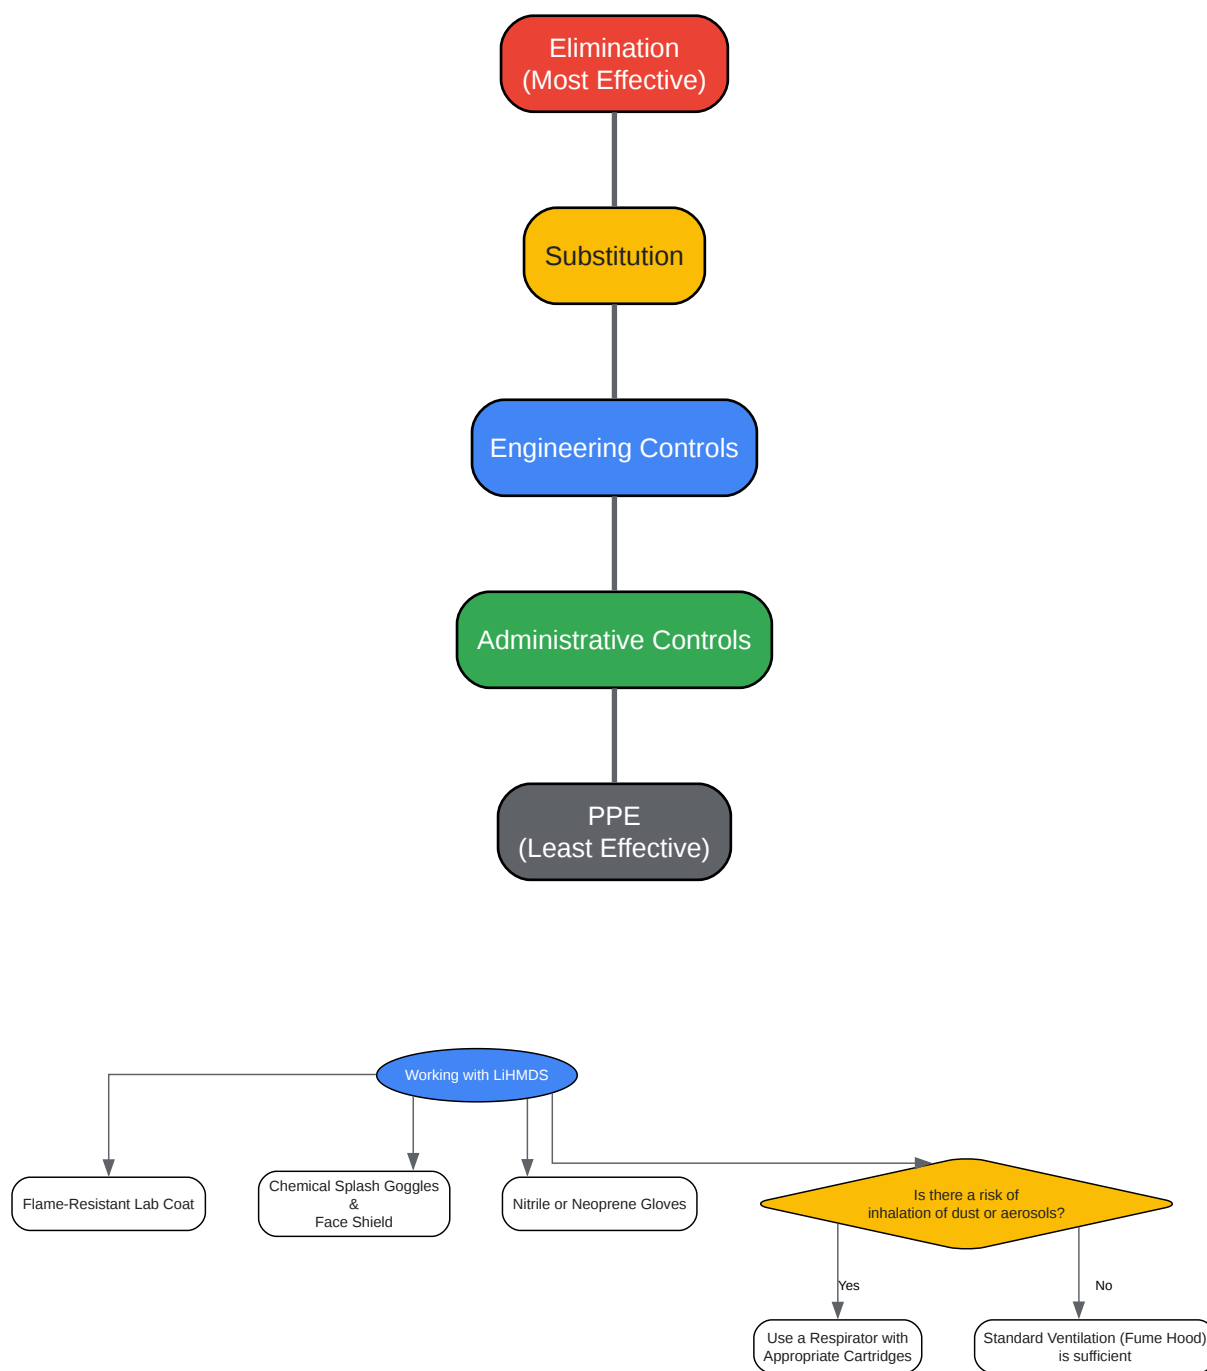 Elimination
(Most Effective)
Substitution
Engineering Controls
Administrative Controls
PPE
(Least Effective)
Working with LiHMDS
Flame-Resistant Lab Coat
Chemical Splash Goggles
&
Face Shield
Nitrile or Neoprene Gloves
Is there a risk of
inhalation of dust or aerosols?
Yes
No
Use a Respirator with
Appropriate Cartridges
Standard Ventilation (Fume Hood)
is sufficient